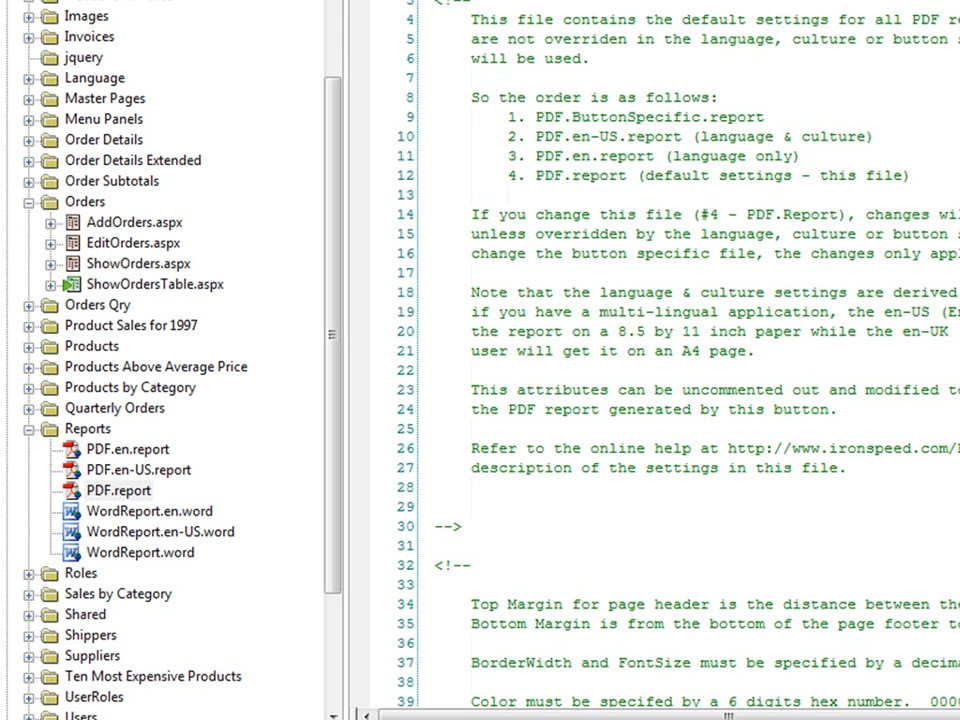 Images
Invoices
jquery
Language
Master Pages
Menu Panels
Order Details
Order Details Extended
Order Subtotals
Orders
AddOrders.aspx
EditOrders.aspx
ShowOrders.aspx
ShowOrdersTable.aspx
Orders Qry
Product Sales for 1997
Products
Products Above Average Price
Products by Category
Quarterly Orders
Reports
PDF.en.report
PDF.en-US.report
PDF.report
WordReport.en.word
WordReport.en-US.word
WordReport.word
Roles
Sales by Category
Shared
Shippers
Suppliers
Ten Most Expensive Products
UserRoles
Users
3 <!--
4 This file contains the default settings for all PDF re
5 are not overriden in the language, culture or button s
6 will be used.
7
8 So the order is as follows:
9 1. PDF.ButtonSpecific.report
10 2. PDF.en-US.report (language & culture)
11 3. PDF.en.report (language only)
12 4. PDF.report (default settings - this file)
13
14 If you change this file (#4 - PDF.Report), changes wil
15 unless overridden by the language, culture or button s
16 change the button specific file, the changes only appl
17
18 Note that the language & culture settings are derived
19 if you have a multi-lingual application, the en-US (En
20 the report on a 8.5 by 11 inch paper while the en-UK
21 user will get it on an A4 page.
22
23 This attributes can be uncommented out and modified to
24 the PDF report generated by this button.
25
26 Refer to the online help at http://www.ironspeed.com/
27 description of the settings in this file.
28
29
30 -->
31
32 <!--
33
34 Top Margin for page header is the distance between the
35 Bottom Margin is from the bottom of the page footer to
36
37 BorderWidth and FontSize must be specified by a decima
38
39 Color must be specifed by a 6 digits hex number. 000